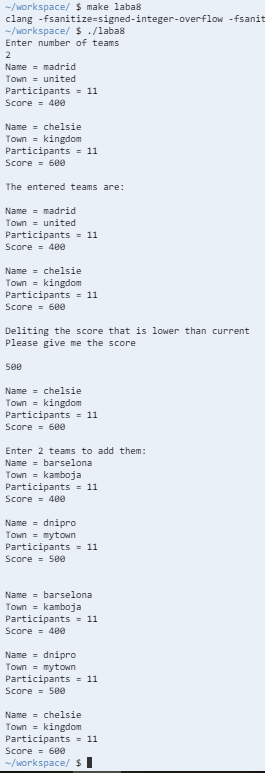 ~/workspace/ $ make laba8
clang -fsanitize=signed-integer-overflow -fsanit
~/workspace/ $ ./laba8
Enter number of teams
2
Name = madrid
Town = united
Participants = 11
Score = 400
Name = chelsie
Town = kingdom
Participants = 11
Score = 600
The entered teams are:
Name = madrid
Town = united
Participants = 11
Score = 400
Name = chelsie
Town = kingdom
Participants = 11
Score = 600
Deliting the score that is lower than current
Please give me the score
500
Name = chelsie
Town = kingdom
Participants = 11
Score = 600
Enter 2 teams to add them:
Name = barselona
Town = kamboja
Participants = 11
Score = 400
Name = dnipro
Town = mytown
Participants = 11
Score = 500
Name = barselona
Town = kamboja
Participants = 11
Score = 400
Name = dnipro
Town = mytown
Participants = 11
Score = 500
Name = chelsie
Town = kingdom
Participants = 11
Score = 600
~/workspace/ $